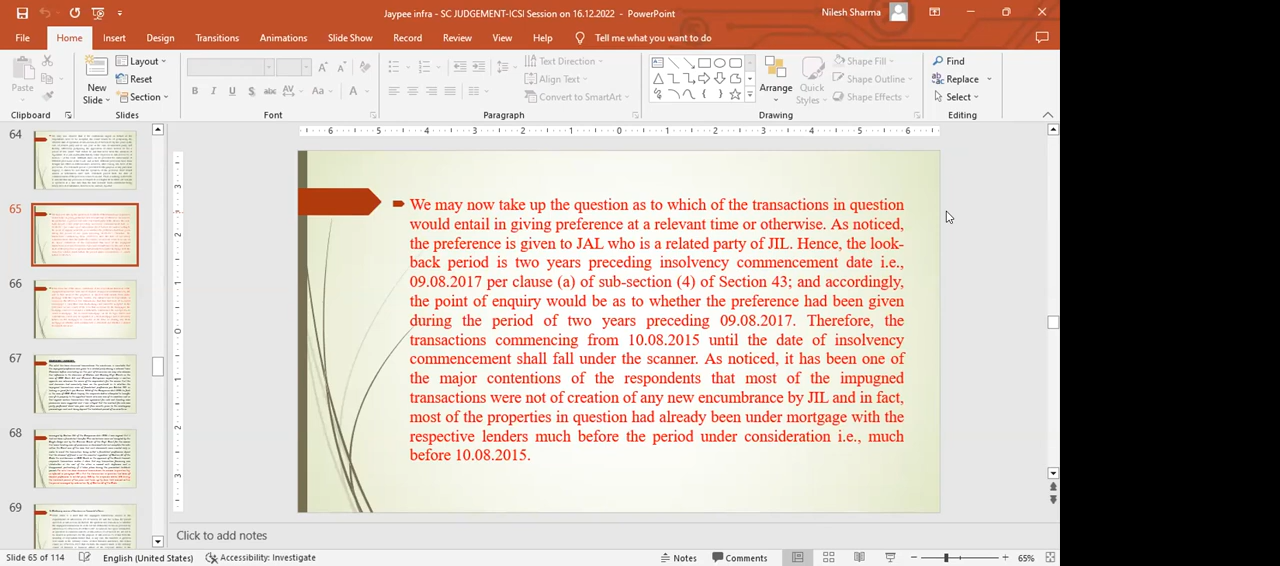 Jaypee infra - SC JUDGEMENT-ICSI Session on 16.12.2022 - PowerPoint
Nilesh Sharma
File Home Insert Design Transitions Animations Slide Show Record Review View Help Tell me what you want to do
Paste
New Slide
Layout
Reset
Section
Text Direction
Align Text
Convert to SmartArt
Arrange
Quick Styles
Shape Fill
Shape Outline
Shape Effects
Find
Replace
Select
Clipboard Slides Font Paragraph Drawing Editing
64
65
66
67
68
69
We may now take up the question as to which of the transactions in question
would entail in giving preference at a relevant time or otherwise. As noticed,
the preference is given to JAL who is a related party of JIL. Hence, the look-
back period is two years preceding insolvency commencement date i.e.,
09.08.2017 per clause (a) of sub-section (4) of Section 43; and accordingly,
the point of enquiry would be as to whether the preference had been given
during the period of two years preceding 09.08.2017. Therefore, the
transactions commencing from 10.08.2015 until the date of insolvency
commencement shall fall under the scanner. As noticed, it has been one of
the major contentions of the respondents that most of the impugned
transactions were not of creation of any new encumbrance by JIL and in fact,
most of the properties in question had already been under mortgage with the
respective lenders much before the period under consideration i.e., much
before 10.08.2015.
Click to add notes
Slide 65 of 114 English (United States) Accessibility: Investigate Notes Comments 65%